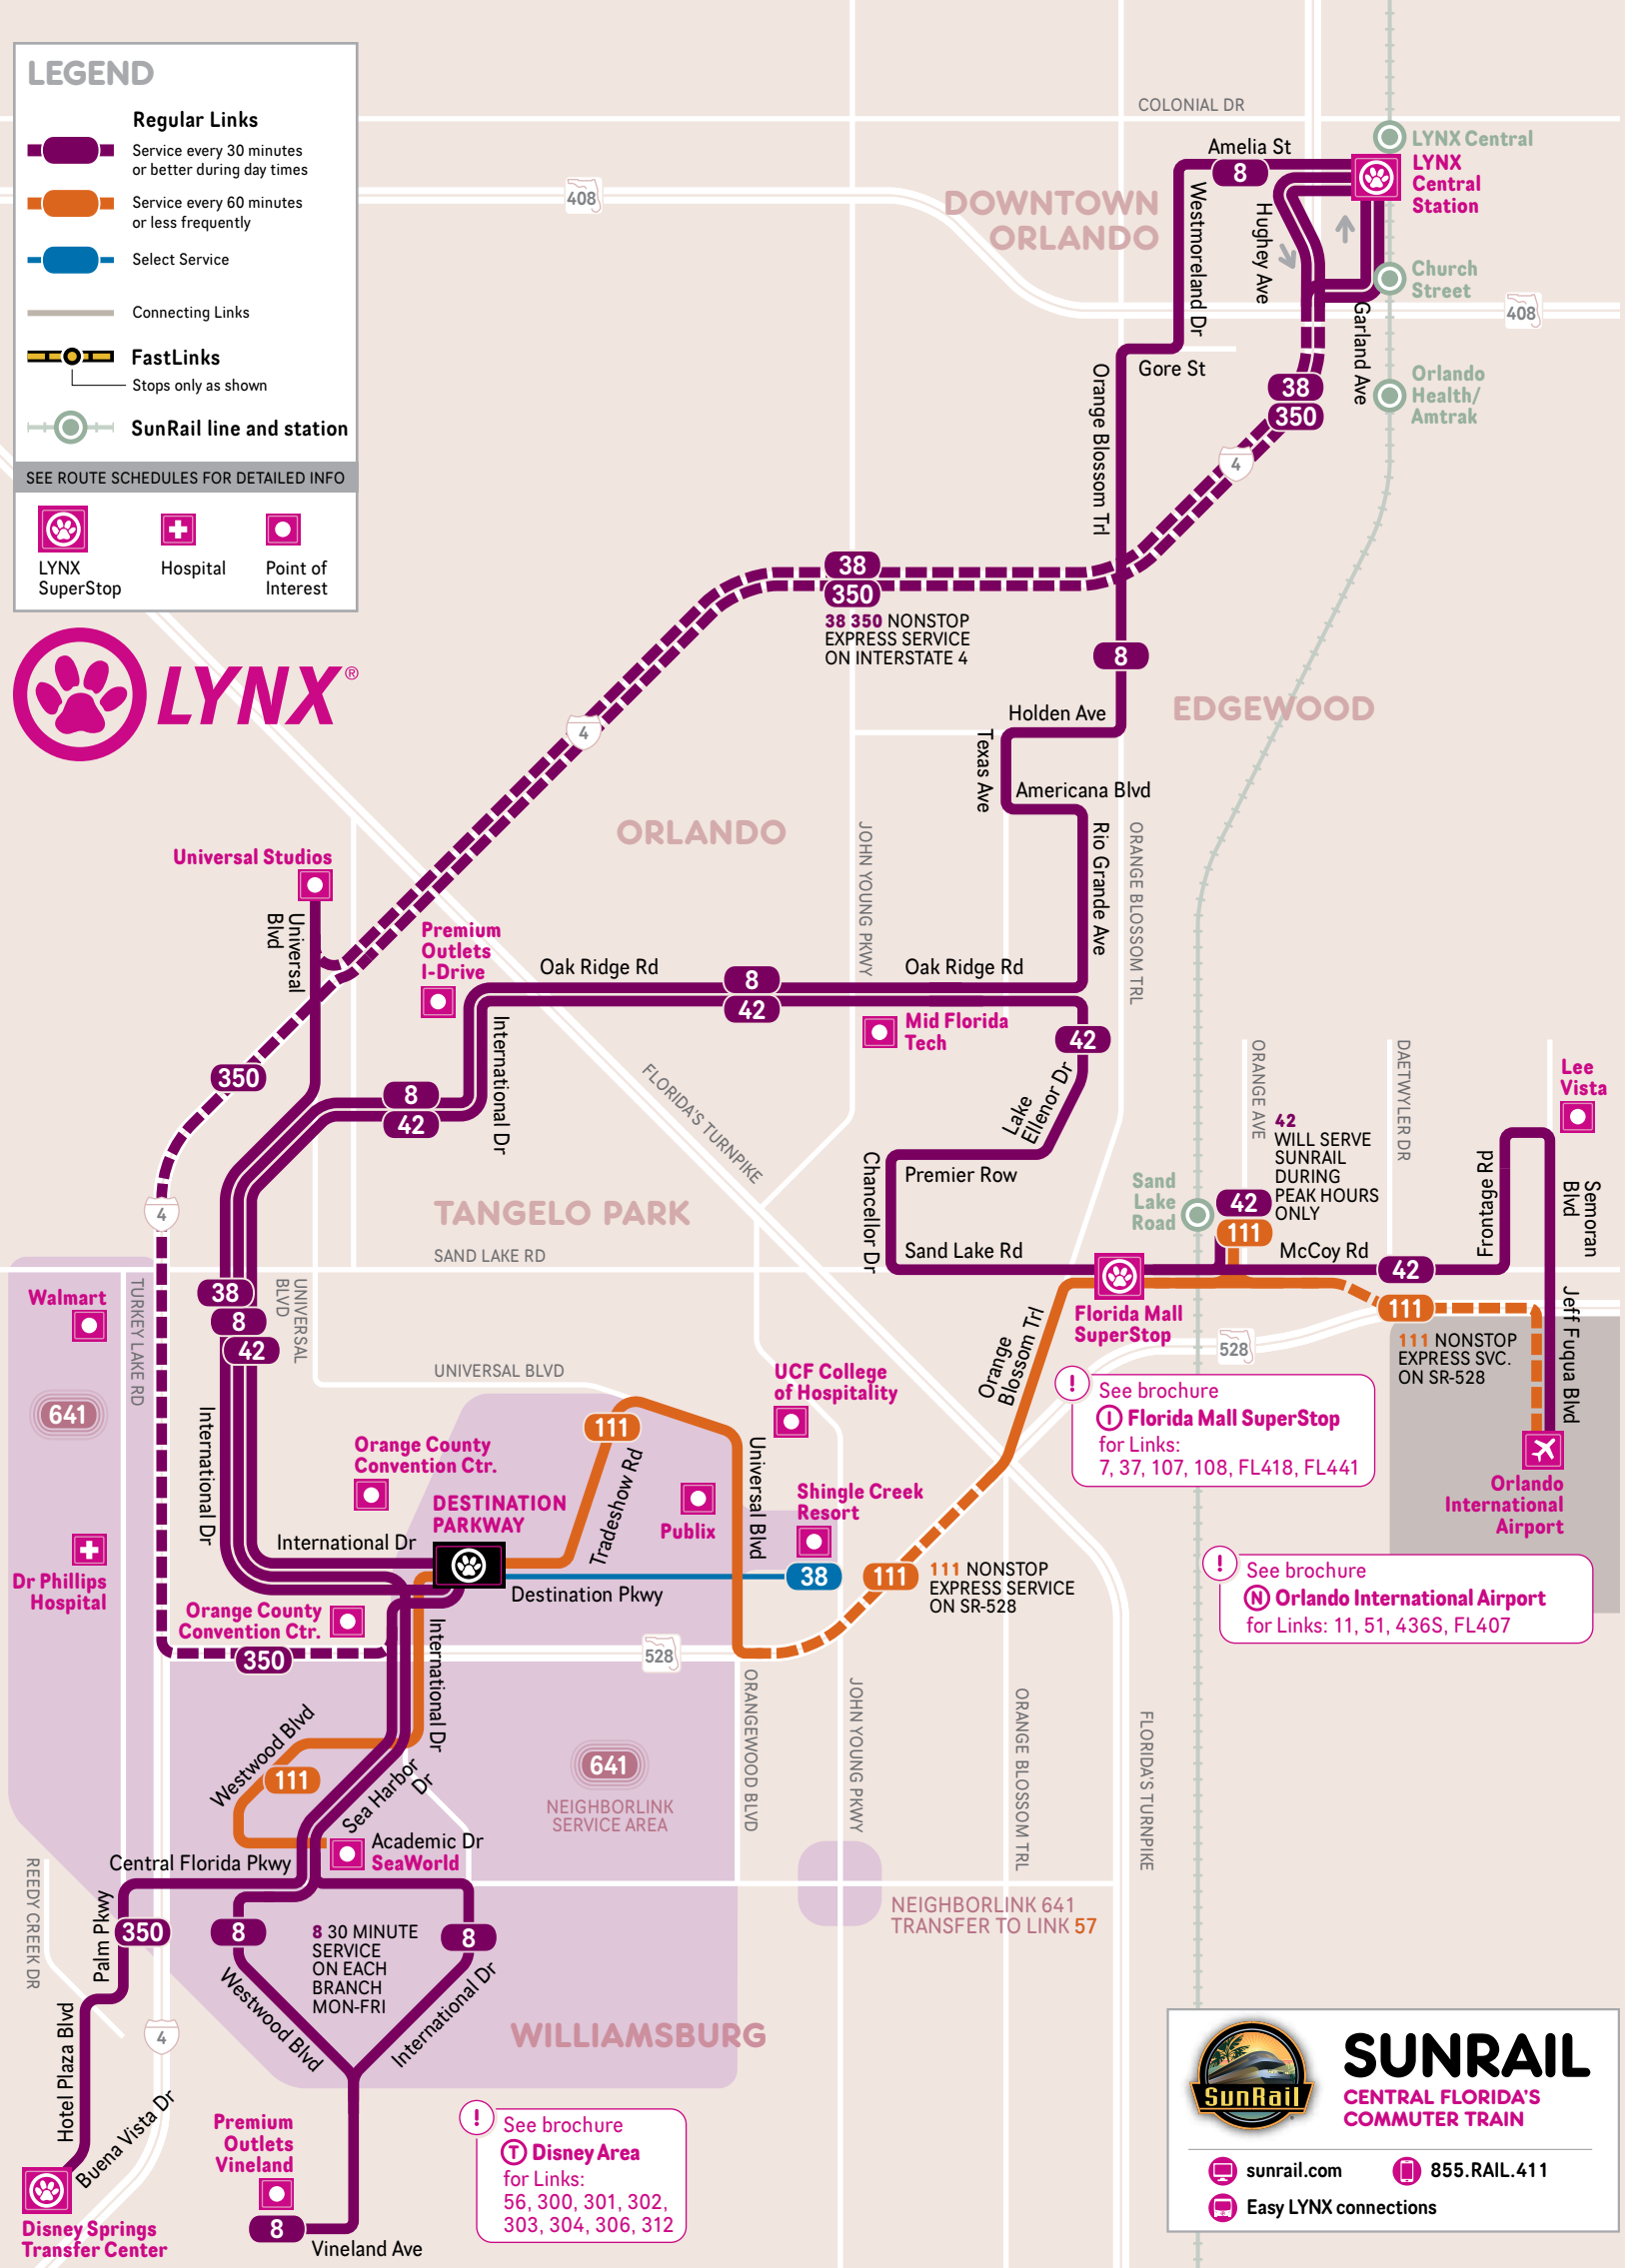 LEGEND
Regular Links
Service every 30 minutes
or better during day times
Service every 60 minutes
or less frequently
Select Service
Connecting Links
FastLinks
Stops only as shown
SunRail line and station
SEE ROUTE SCHEDULES FOR DETAILED INFO
LYNX
SuperStop
Hospital
Point of
Interest
LYNX®
COLONIAL DR
LYNX Central
LYNX
Central
Station
Amelia St
8
408
DOWNTOWN
ORLANDO
Westmoreland Dr
Hughey Ave
Church
Street
408
Garland Ave
Gore St
Orlando
Health/
Amtrak
38
350
Orange Blossom Trl
4
38
350
38 350 NONSTOP
EXPRESS SERVICE
ON INTERSTATE 4
8
EDGEWOOD
Holden Ave
4
Texas Ave
Americana Blvd
ORLANDO
JOHN YOUNG PKWY
Rio Grande Ave
ORANGE BLOSSOM TRL
Universal Studios
Universal
Blvd
Premium
Outlets
I-Drive
Oak Ridge Rd
8
42
Oak Ridge Rd
Mid Florida
Tech
42
International Dr
350
8
42
FLORIDA'S TURNPIKE
Lake
Ellenor Dr
ORANGE AVE
DAETWYLER DR
Lee
Vista
42
WILL SERVE
SUNRAIL
DURING
PEAK HOURS
ONLY
Premier Row
Chancellor Dr
Sand
Lake
Road
42
111
Frontage Rd
Semoran
Blvd
4
TANGELO PARK
SAND LAKE RD
Sand Lake Rd
McCoy Rd
42
Walmart
TURKEY LAKE RD
38
8
42
UNIVERSAL
BLVD
Florida Mall
SuperStop
111
111 NONSTOP
EXPRESS SVC.
ON SR-528
Jeff Fuqua Blvd
528
Orange
Blossom Trl
UNIVERSAL BLVD
UCF College
of Hospitality
! See brochure
I Florida Mall SuperStop
for Links:
7, 37, 107, 108, FL418, FL441
641
International Dr
111
Orange County
Convention Ctr.
Tradeshow Rd
Universal Blvd
DESTINATION
PARKWAY
Publix
Shingle Creek
Resort
Orlando
International
Airport
International Dr
Dr Phillips
Hospital
Destination Pkwy
38
111
111 NONSTOP
EXPRESS SERVICE
ON SR-528
! See brochure
N Orlando International Airport
for Links: 11, 51, 436S, FL407
Orange County
Convention Ctr.
International Dr
350
528
Westwood Blvd
111
Sea Harbor
Dr
641
NEIGHBORLINK
SERVICE AREA
ORANGEWOOD BLVD
JOHN YOUNG PKWY
ORANGE BLOSSOM TRL
FLORIDA'S TURNPIKE
Academic Dr
SeaWorld
Central Florida Pkwy
REEDY CREEK DR
Palm Pkwy
350
8
8 30 MINUTE
SERVICE
ON EACH
BRANCH
MON-FRI
8
NEIGHBORLINK 641
TRANSFER TO LINK 57
Westwood Blvd
International Dr
Hotel Plaza Blvd
4
WILLIAMSBURG
Buena Vista Dr
Premium
Outlets
Vineland
8
Vineland Ave
Disney Springs
Transfer Center
! See brochure
T Disney Area
for Links:
56, 300, 301, 302,
303, 304, 306, 312
SunRail
SUNRAIL
CENTRAL FLORIDA'S
COMMUTER TRAIN
sunrail.com
855.RAIL.411
Easy LYNX connections